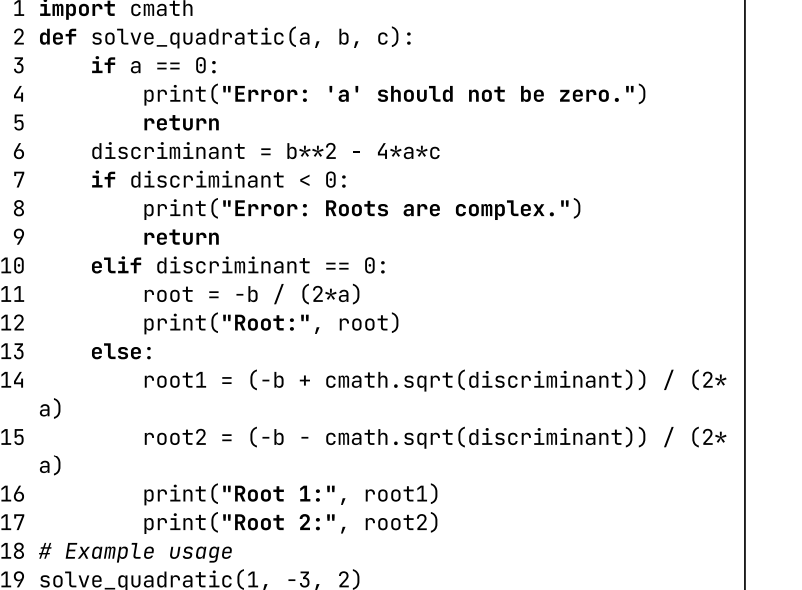 1 import cmath
2 def solve_quadratic(a, b, c):
3     if a == 0:
4         print("Error: 'a' should not be zero.")
5         return
6     discriminant = b**2 - 4*a*c
7     if discriminant < 0:
8         print("Error: Roots are complex.")
9         return
10     elif discriminant == 0:
11         root = -b / (2*a)
12         print("Root:", root)
13     else:
14         root1 = (-b + cmath.sqrt(discriminant)) / (2*
a)
15         root2 = (-b - cmath.sqrt(discriminant)) / (2*
a)
16         print("Root 1:", root1)
17         print("Root 2:", root2)
18 # Example usage
19 solve_quadratic(1, -3, 2)